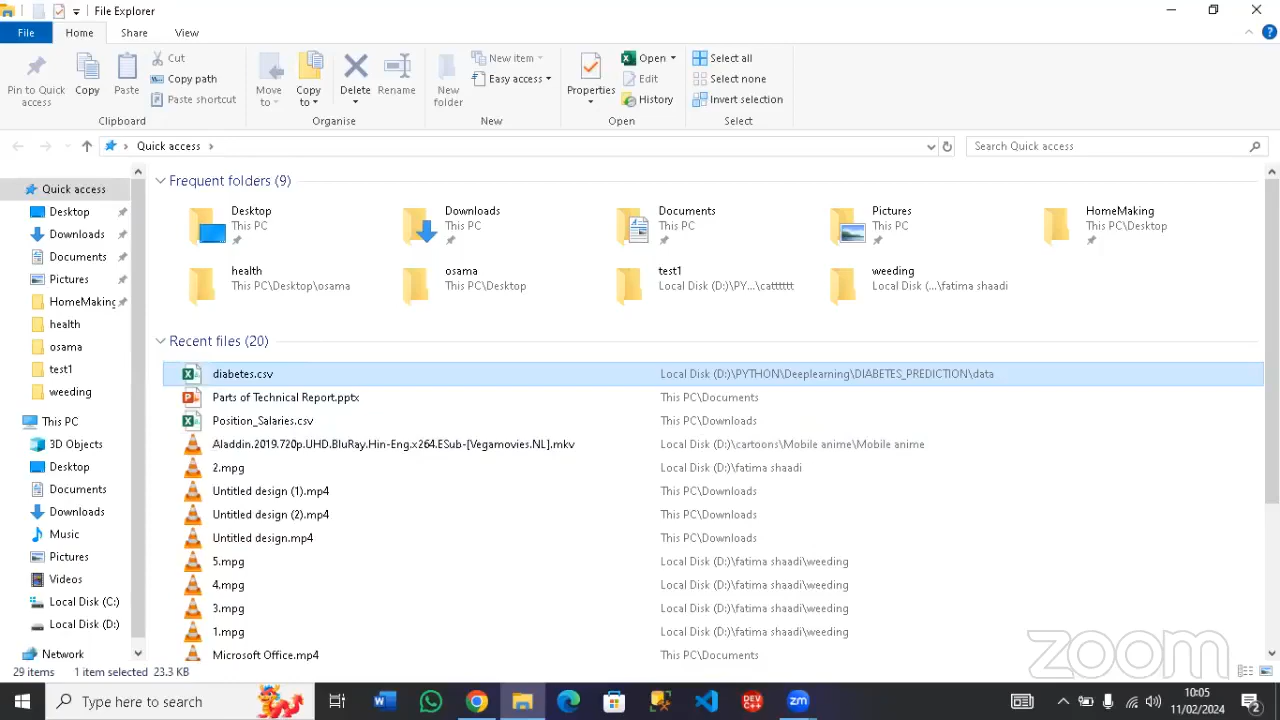 File Explorer
File Home Share View
Pin to Quick access
Copy
Paste
Cut
Copy path
Paste shortcut
Clipboard
Move to
Copy to
Delete
Rename
Organise
New folder
New item
Easy access
New
Properties
Open
Edit
History
Open
Select all
Select none
Invert selection
Select
Quick access
Search Quick access
Quick access
Desktop
Downloads
Documents
Pictures
HomeMaking
health
osama
test1
weeding
This PC
3D Objects
Desktop
Documents
Downloads
Music
Pictures
Videos
Local Disk (C:)
Local Disk (D:)
Network
Frequent folders (9)
Desktop
This PC
Downloads
This PC
Documents
This PC
Pictures
This PC
HomeMaking
This PC\Desktop
health
This PC\Desktop\osama
osama
This PC\Desktop
test1
Local Disk (D:)\PY...\catttttt
weeding
Local Disk (...\fatima shaadi
Recent files (20)
diabetes.csv Local Disk (D:)\PYTHON\Deeplearning\DIABETES_PREDICTION\data
Parts of Technical Report.pptx This PC\Documents
Position_Salaries.csv This PC\Downloads
Aladdin.2019.720p.UHD.BluRay.Hin-Eng.x264.ESub-[Vegamovies.NL].mkv Local Disk (D:)\cartoons\Mobile anime\Mobile anime
2.mpg Local Disk (D:)\fatima shaadi
Untitled design (1).mp4 This PC\Downloads
Untitled design (2).mp4 This PC\Downloads
Untitled design.mp4 This PC\Downloads
5.mpg Local Disk (D:)\fatima shaadi\weeding
4.mpg Local Disk (D:)\fatima shaadi\weeding
3.mpg Local Disk (D:)\fatima shaadi\weeding
1.mpg Local Disk (D:)\fatima shaadi\weeding
Microsoft Office.mp4 This PC\Documents
zoom
29 items 1 item selected 23.3 KB
Type here to search
DEV C++
zm
10:05
11/02/2024
2